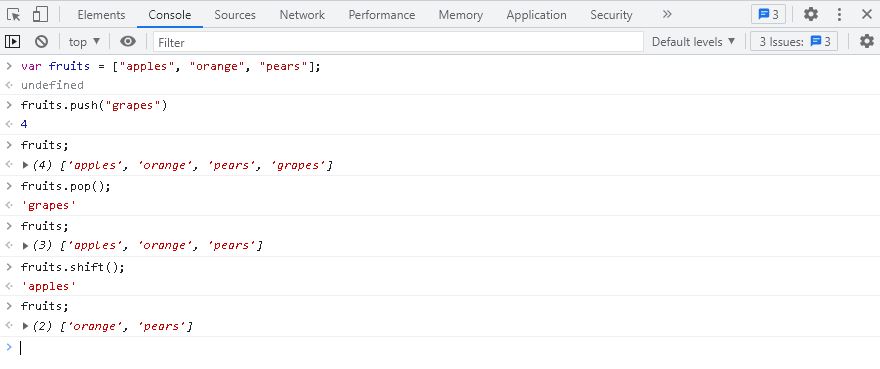 Elements Console Sources Network Performance Memory Application Security 3
top Filter Default levels 3 Issues: 3
var fruits = ["apples", "orange", "pears"];
undefined
fruits.push("grapes")
4
fruits;
(4) ['apples', 'orange', 'pears', 'grapes']
fruits.pop();
'grapes'
fruits;
(3) ['apples', 'orange', 'pears']
fruits.shift();
'apples'
fruits;
(2) ['orange', 'pears']